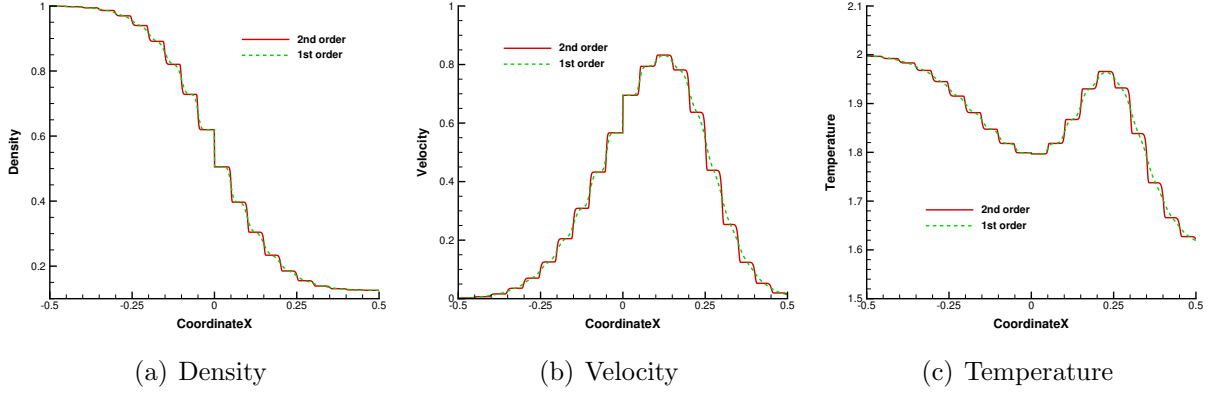 1
0.8
0.6
0.4
0.2
Density
-0.5
-0.25
0
0.25
0.5
CoordinateX
2nd order
1st order
(a) Density
1
0.8
0.6
0.4
0.2
0
Velocity
-0.5
-0.25
0
0.25
0.5
CoordinateX
2nd order
1st order
(b) Velocity
2.1
2
1.9
1.8
1.7
1.6
1.5
Temperature
-0.5
-0.25
0
0.25
0.5
CoordinateX
2nd order
1st order
(c) Temperature